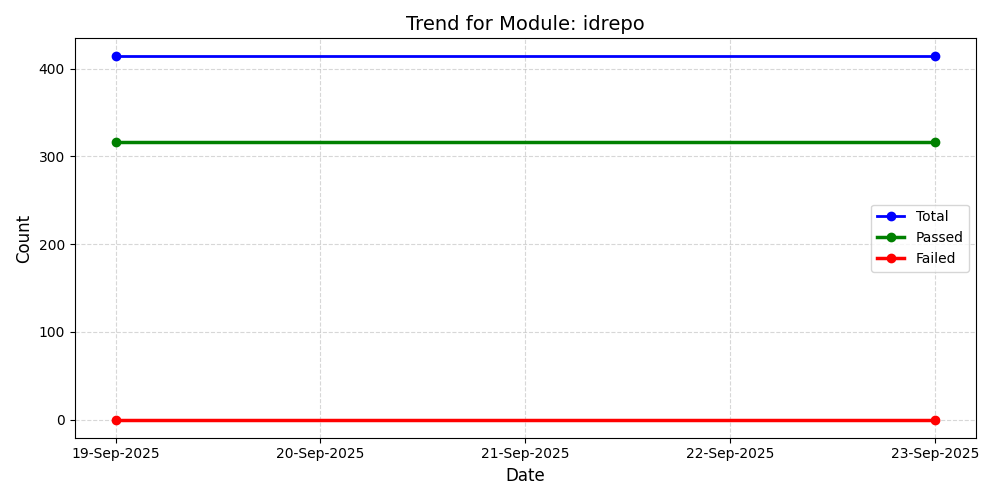 Trend for Module: idrepo
Count
400
300
200
100
0
Total
Passed
Failed
19-Sep-2025 20-Sep-2025 21-Sep-2025 22-Sep-2025 23-Sep-2025
Date